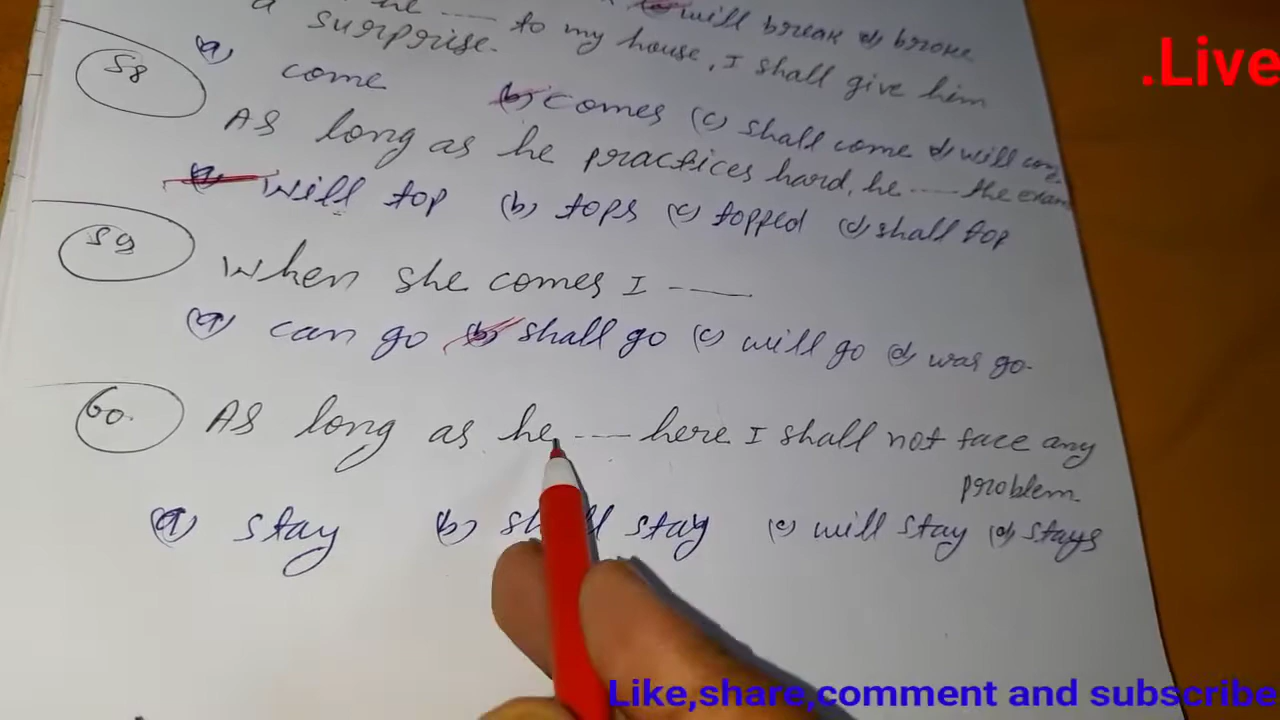 will break d) broke
he ---- to my house, I shall give him
surprise.
.Live
(a) come (b) comes (c) shall come d) will come
58 As long as he practices hard, he ---- the exam
(a) will top (b) tops (c) topped (d) shall top
59 When she comes I ----
(a) can go (b) shall go (c) will go (d) was go.
60. As long as he ---- here I shall not face any
problem.
(a) stay (b) shall stay (c) will stay (d) stays
Like,share,comment and subscribe